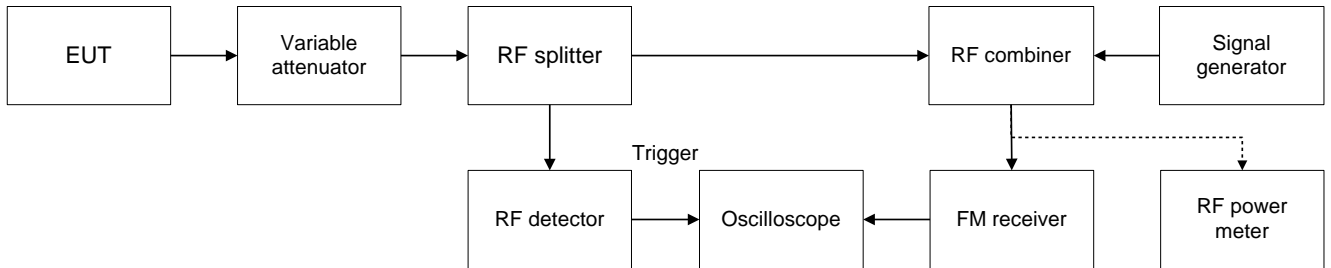 EUT
Variable
attenuator
RF splitter
RF combiner
Signal
generator
Trigger
RF detector
Oscilloscope
FM receiver
RF power
meter